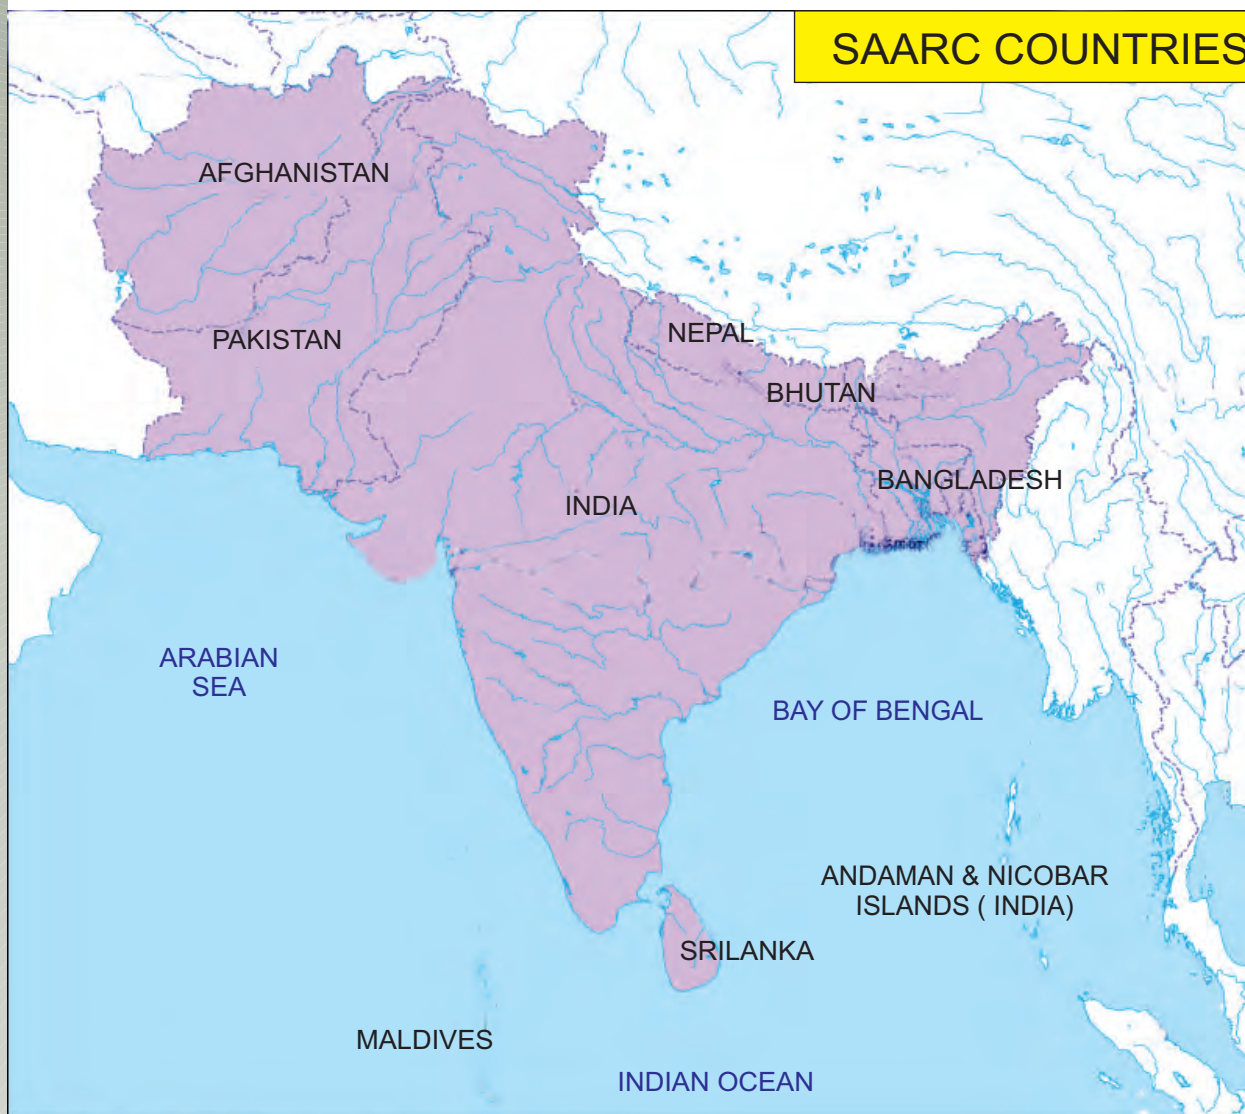 SAARC COUNTRIES
AFGHANISTAN
PAKISTAN
NEPAL
BHUTAN
BANGLADESH
INDIA
ARABIAN
SEA
BAY OF BENGAL
ANDAMAN & NICOBAR
ISLANDS ( INDIA)
SRILANKA
MALDIVES
INDIAN OCEAN